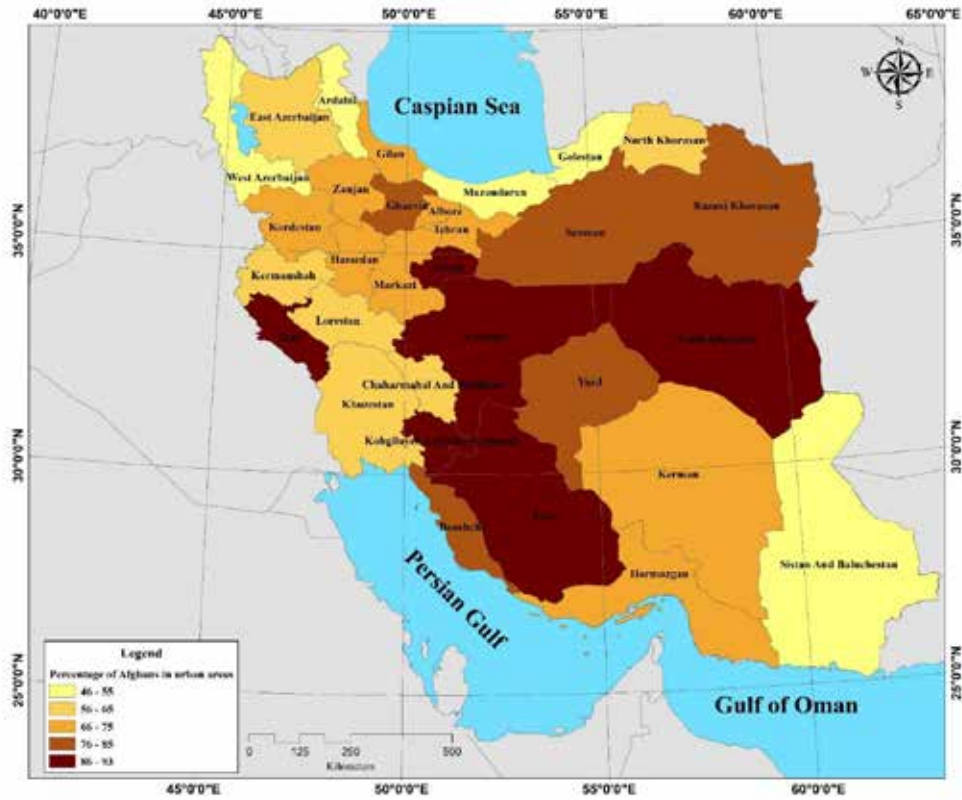 40°0'0"E 45°0'0"E 50°0'0"E 55°0'0"E 60°0'0"E 65°0'0"E
N
W E
S
Caspian Sea
Ardabil
East Azerbaijan
North Khorasan
Gilan
Golestan
West Azerbaijan
Zanjan
Mazandaran
Ghazvin
Alborz
Razavi Khorasan
Kordestan
Tehran
Semnan
35°0'0"N
35°0'0"N
Hamedan
Kermanshah
Markazi
Lorestan
Yazd
Chaharmahal And
Khuzestan
30°0'0"N
30°0'0"N
Kerman
Sistan And Baluchestan
Hormozgan
Persian Gulf
25°0'0"N
25°0'0"N
Gulf of Oman
Legend
Percentage of Afghans in urban areas
46 - 55
56 - 65
66 - 75
76 - 85
86 - 93
0 125 250 500
Kilometers
45°0'0"E 50°0'0"E 55°0'0"E 60°0'0"E